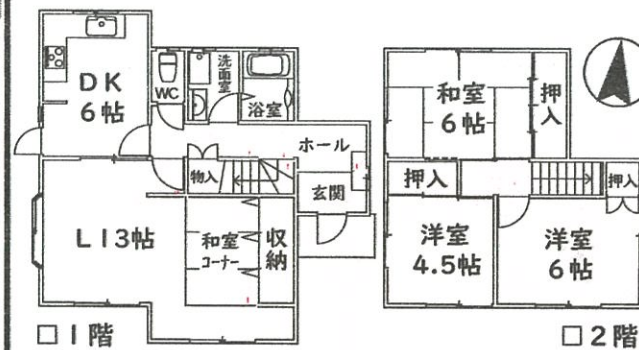 DK
6帖
WC
洗面室
浴室
ホール
物入
玄関
L13帖
和室
コーナー
収納
□1階
和室
6帖
押入
押入
押入
洋室
4.5帖
洋室
6帖
□2階